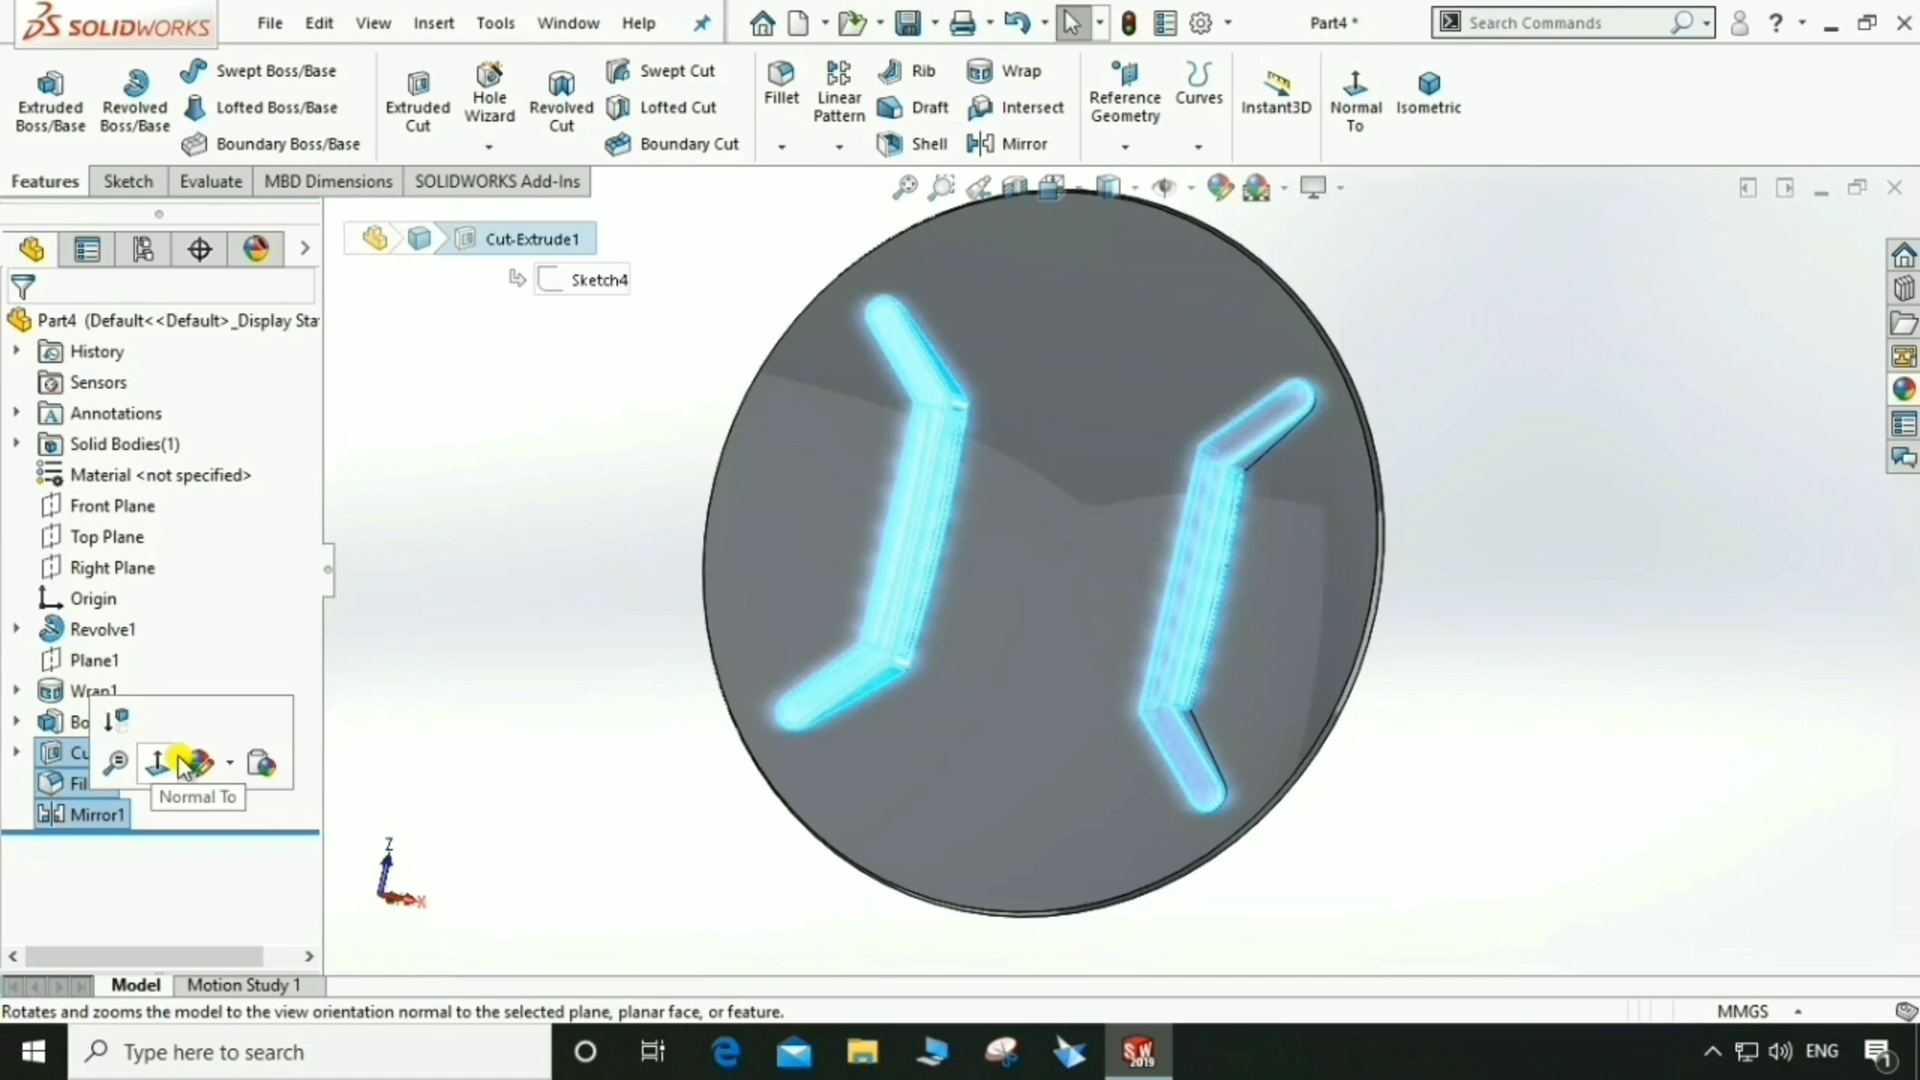 SOLIDWORKS File Edit View Insert Tools Window Help Part4 * Search Commands ?
Extruded Boss/Base
Revolved Boss/Base
Swept Boss/Base
Lofted Boss/Base
Boundary Boss/Base
Extruded Cut
Hole Wizard
Revolved Cut
Swept Cut
Lofted Cut
Boundary Cut
Fillet
Linear Pattern
Rib
Draft
Shell
Wrap
Intersect
Mirror
Reference Geometry
Curves
Instant3D
Normal To
Isometric
Features Sketch Evaluate MBD Dimensions SOLIDWORKS Add-Ins
Cut-Extrude1
Sketch4
Part4 (Default<<Default>_Display Sta
History
Sensors
Annotations
Solid Bodies(1)
Material <not specified>
Front Plane
Top Plane
Right Plane
Origin
Revolve1
Plane1
Wrap1
Bo
Cu
Fil
Normal To
Mirror1
Z
X
Model Motion Study 1
Rotates and zooms the model to the view orientation normal to the selected plane, planar face, or feature.
MMGS
Type here to search
SW 2019
ENG
1